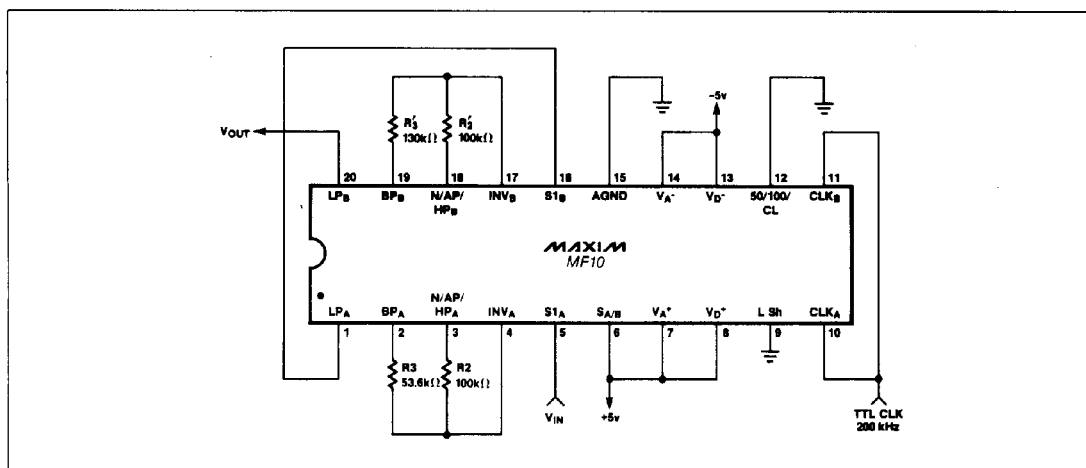 -5v
R'3
130kΩ
R'2
100kΩ
VOUT
20 19 18 17 16 15 14 13 12 11
LPB BPB N/AP/HPB INVB S1B AGND VA- VD- 50/100/CL CLKB
MAXIM
MF10
LPA BPA N/AP/HPA INVA S1A SA/B VA+ VD+ L Sh CLKA
1 2 3 4 5 6 7 8 9 10
R3
53.6kΩ
R2
100kΩ
VIN
+5v
TTL CLK
200 kHz